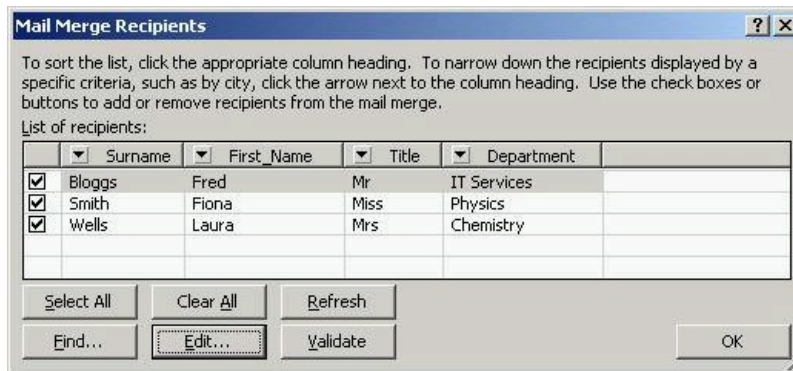 Mail Merge Recipients
To sort the list, click the appropriate column heading. To narrow down the recipients displayed by a
specific criteria, such as by city, click the arrow next to the column heading. Use the check boxes or
buttons to add or remove recipients from the mail merge.
List of recipients:
Surname First_Name Title Department
Bloggs Fred Mr IT Services
Smith Fiona Miss Physics
Wells Laura Mrs Chemistry
Select All Clear All Refresh
Find... Edit... Validate OK